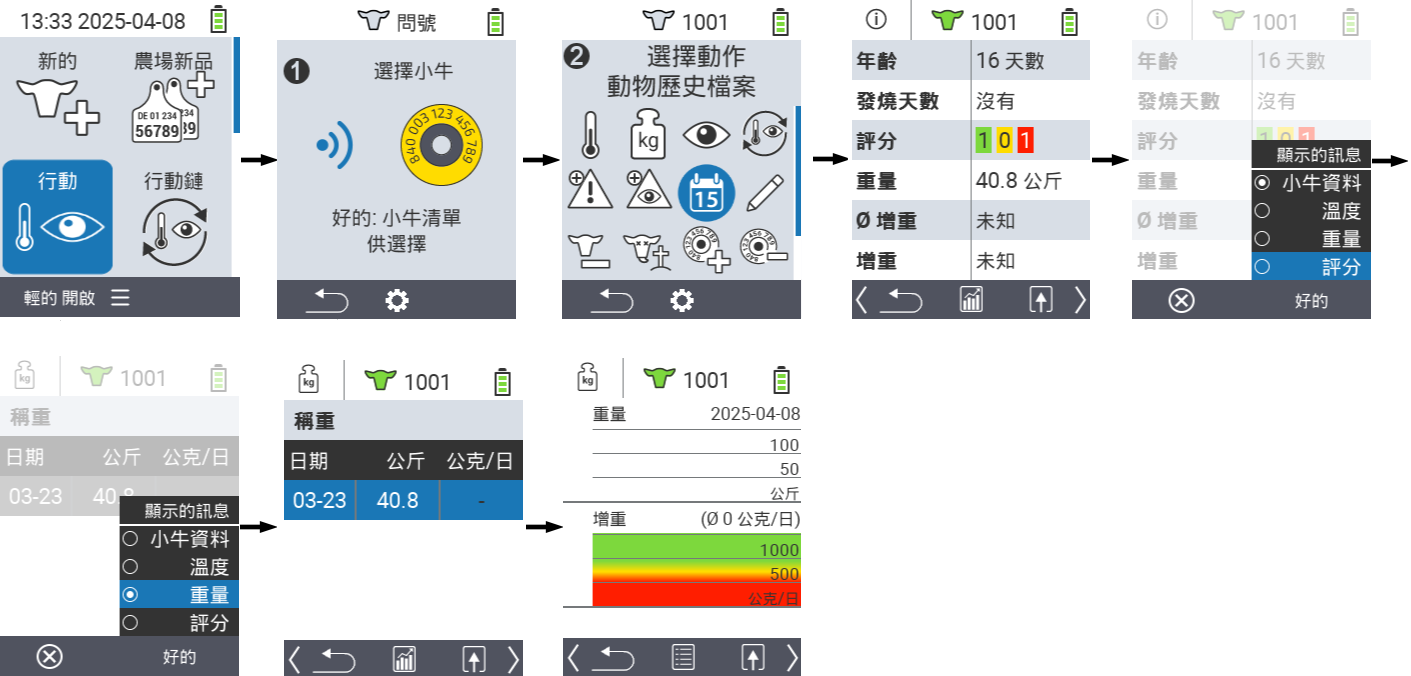 13:33 2025-04-08
新的
農場新品
DE 01 234
234
56789
39
行動
行動鏈
輕的 開啟
問號
1
選擇小牛
840 003 123 456 789
好的: 小牛清單
供選擇
1001
2
選擇動作
動物歷史檔案
kg
15
123 456 789
123 456 789
1001
年齡 16 天數
發燒天數 沒有
評分 1 0 1
重量 40.8 公斤
Ø 增重 未知
增重 未知
1001
年齡 16 天數
發燒天數 沒有
評分 1 0 1
重量
Ø 增重
增重
顯示的訊息
小牛資料
溫度
重量
評分
好的
kg 1001
稱重
日期 公斤 公克/日
03-23 40.8
顯示的訊息
小牛資料
溫度
重量
評分
好的
kg 1001
稱重
日期 公斤 公克/日
03-23 40.8 -
kg 1001
重量 2025-04-08
100
50
公斤
增重 (Ø 0 公克/日)
1000
500
公克/日